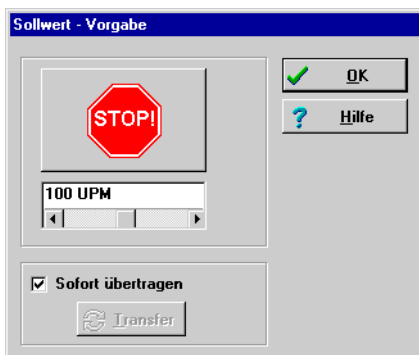 Sollwert - Vorgabe
STOP!
OK
Hilfe
100 UPM
Sofort übertragen
Transfer